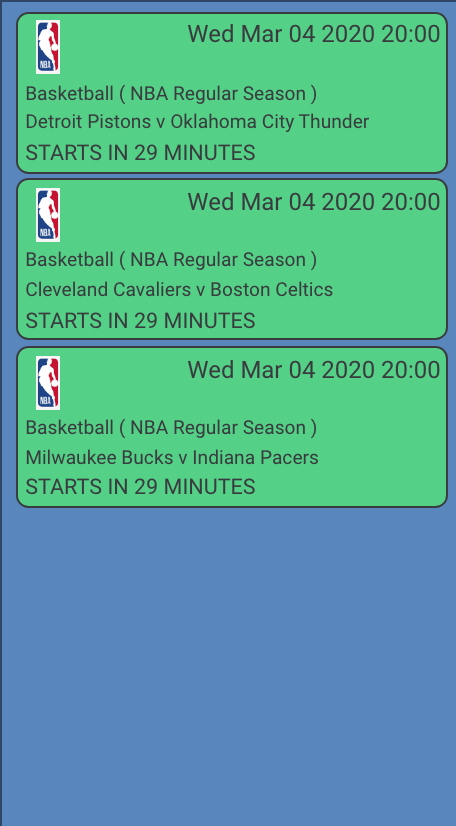 NBA
Wed Mar 04 2020 20:00
Basketball ( NBA Regular Season )
Detroit Pistons v Oklahoma City Thunder
STARTS IN 29 MINUTES
NBA
Wed Mar 04 2020 20:00
Basketball ( NBA Regular Season )
Cleveland Cavaliers v Boston Celtics
STARTS IN 29 MINUTES
NBA
Wed Mar 04 2020 20:00
Basketball ( NBA Regular Season )
Milwaukee Bucks v Indiana Pacers
STARTS IN 29 MINUTES